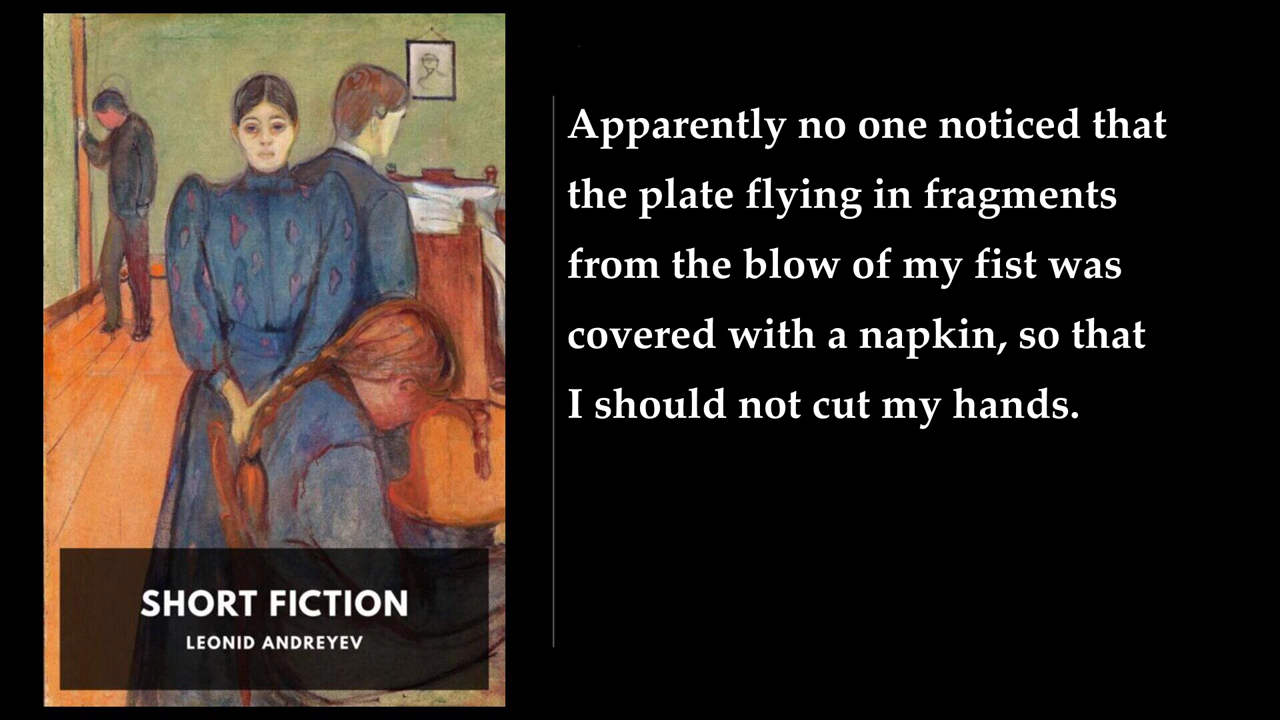 Apparently no one noticed that
the plate flying in fragments
from the blow of my fist was
covered with a napkin, so that
I should not cut my hands.
SHORT FICTION
LEONID ANDREYEV